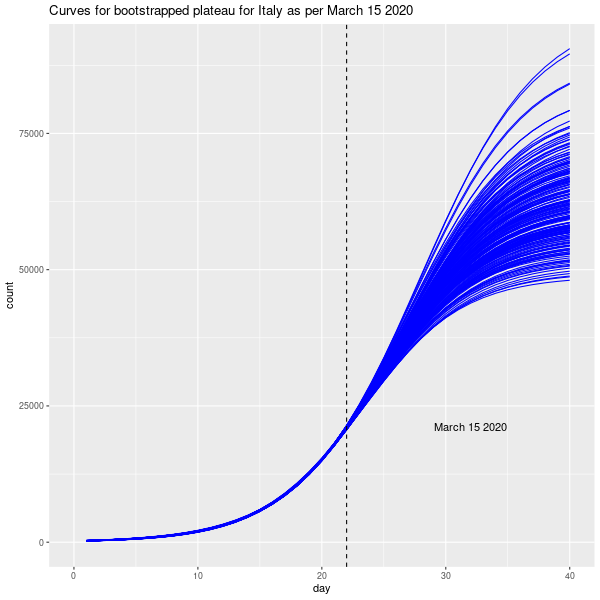 Curves for bootstrapped plateau for Italy as per March 15 2020
count
75000
50000
25000
0
March 15 2020
0 10 20 30 40
day